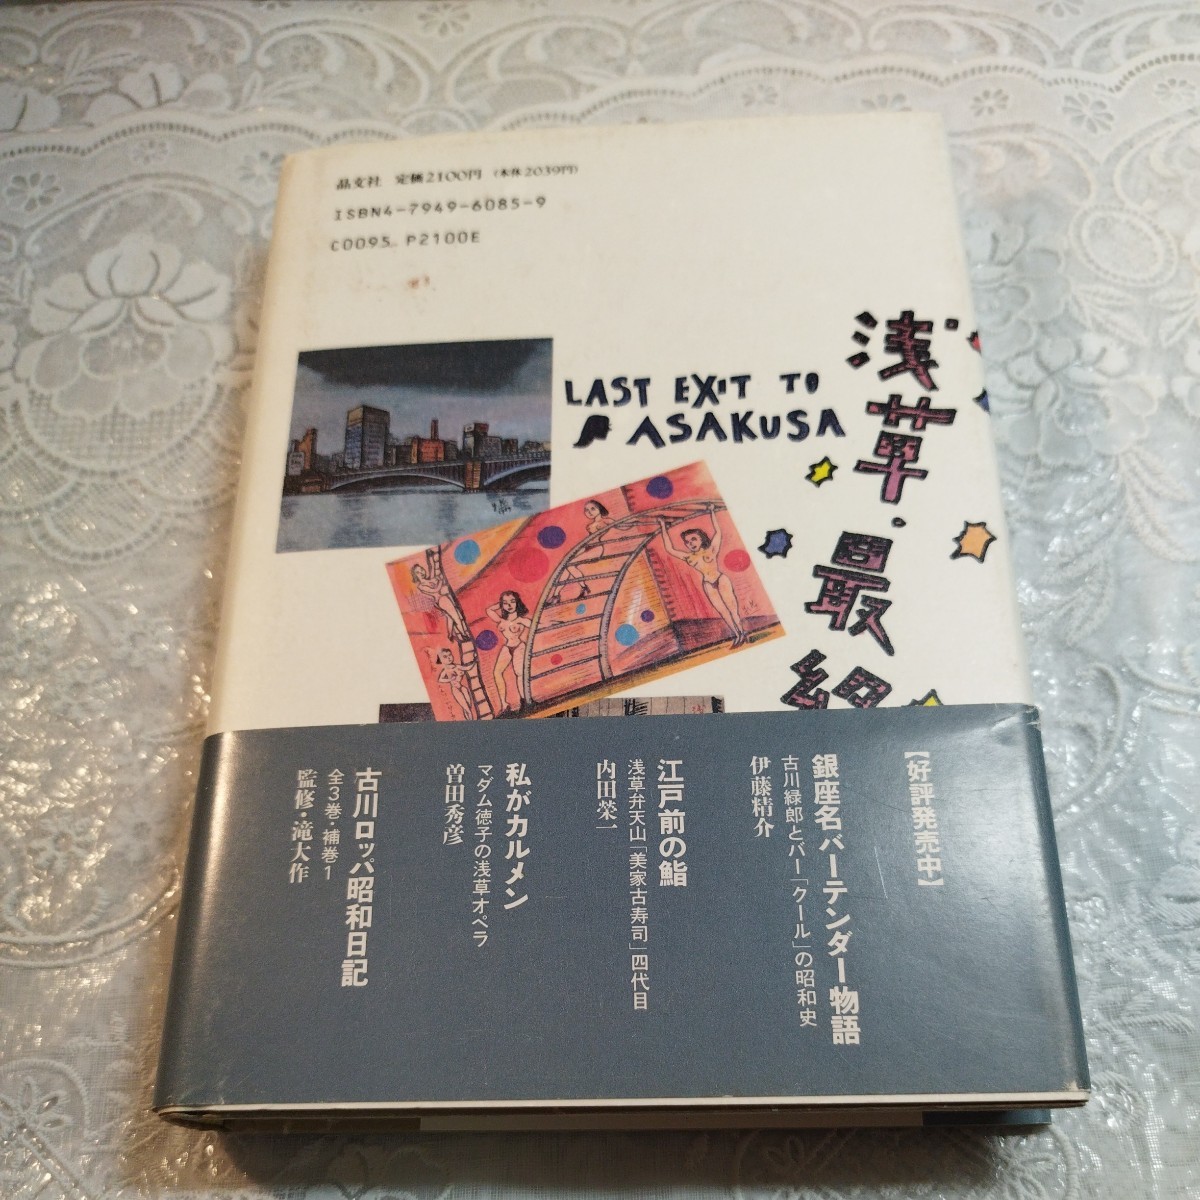 晶文社 定価2100円 (本体2039円)
ISBN4-7949-6085-9
C0095 P2100E
LAST EXIT TO
ASAKUSA
浅草・最終
【好評発売中】
銀座名バーテンダー物語
古川緑郎とバー「クール」の昭和史
伊藤精介
江戸前の鮨
浅草弁天山「美家古寿司」四代目
内田榮一
私がカルメン
マダム徳子の浅草オペラ
曽田秀彦
古川ロッパ昭和日記
全3巻・補巻1
監修・滝大作